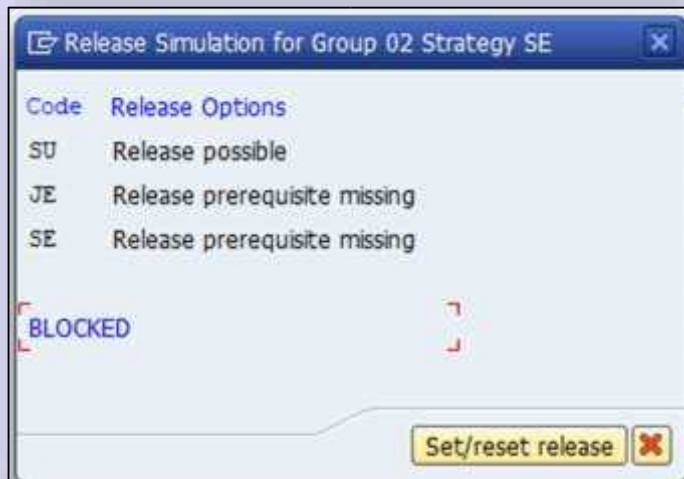 Release Simulation for Group 02 Strategy SE
Code Release Options
SU Release possible
JE Release prerequisite missing
SE Release prerequisite missing
BLOCKED
Set/reset release